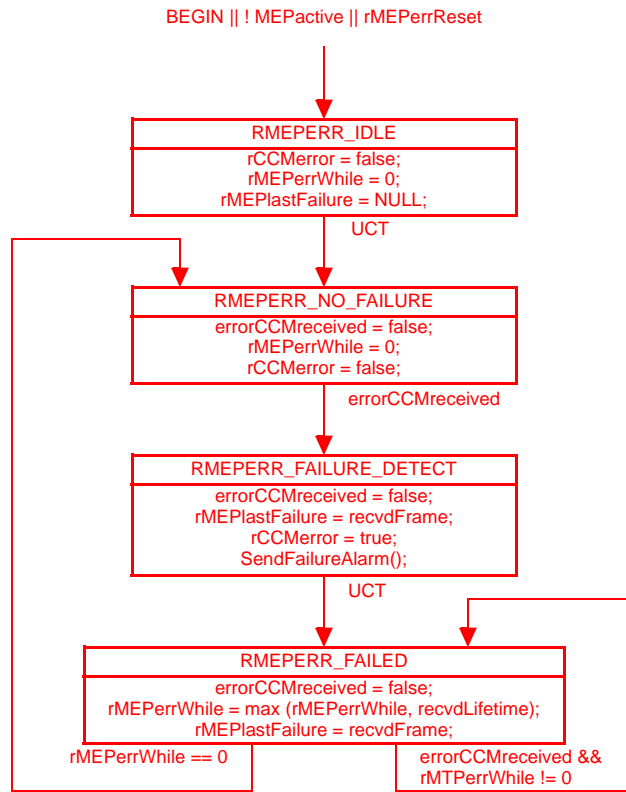 BEGIN || ! MEPactive || rMEPerrReset
RMEPERR_IDLE
rCCMerror = false;
rMEPerrWhile = 0;
rMEPlastFailure = NULL;
UCT
RMEPERR_NO_FAILURE
errorCCMreceived = false;
rMEPerrWhile = 0;
rCCMerror = false;
errorCCMreceived
RMEPERR_FAILURE_DETECT
errorCCMreceived = false;
rMEPlastFailure = recvdFrame;
rCCMerror = true;
SendFailureAlarm();
UCT
RMEPERR_FAILED
errorCCMreceived = false;
rMEPerrWhile = max (rMEPerrWhile, recvdLifetime);
rMEPlastFailure = recvdFrame;
rMEPerrWhile == 0
errorCCMreceived &&
rMTPerrWhile != 0